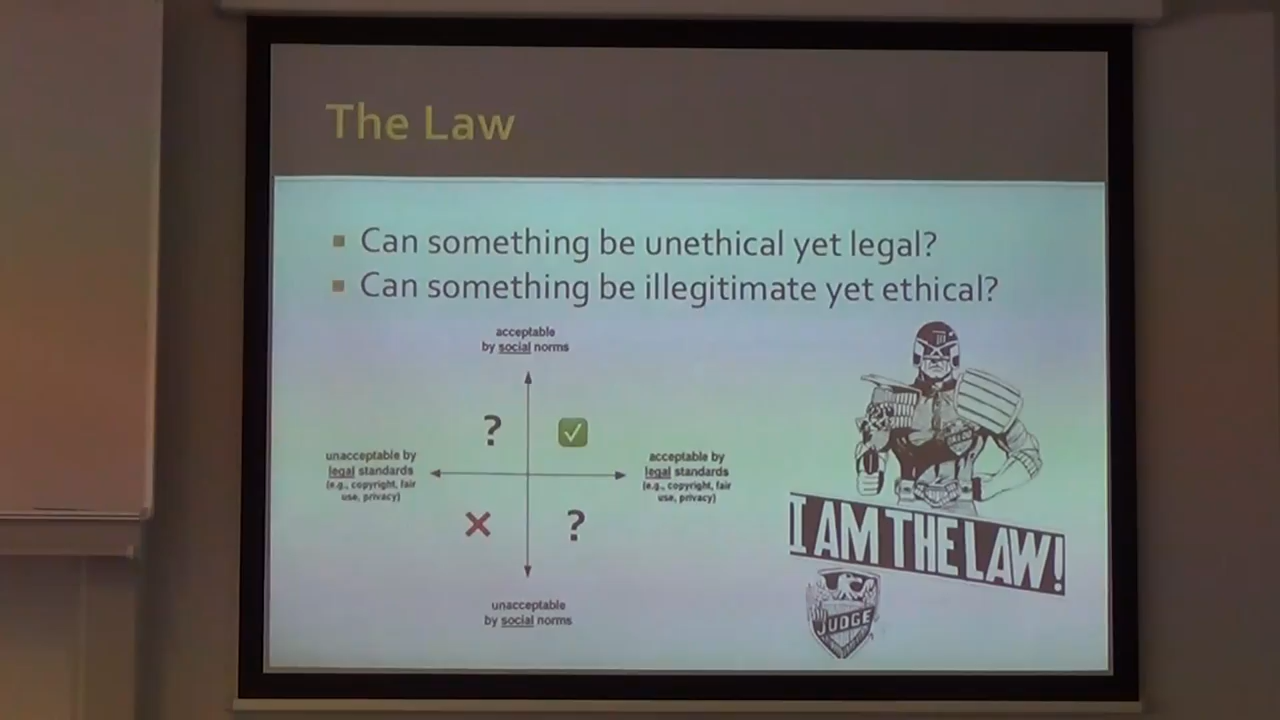 The Law
Can something be unethical yet legal?
Can something be illegitimate yet ethical?
acceptable
by social norms
unacceptable by
legal standards
(e.g., copyright, fair
use, privacy)
acceptable by
legal standards
(e.g., copyright, fair
use, privacy)
unacceptable
by social norms
I AM THE LAW!
JUDGE